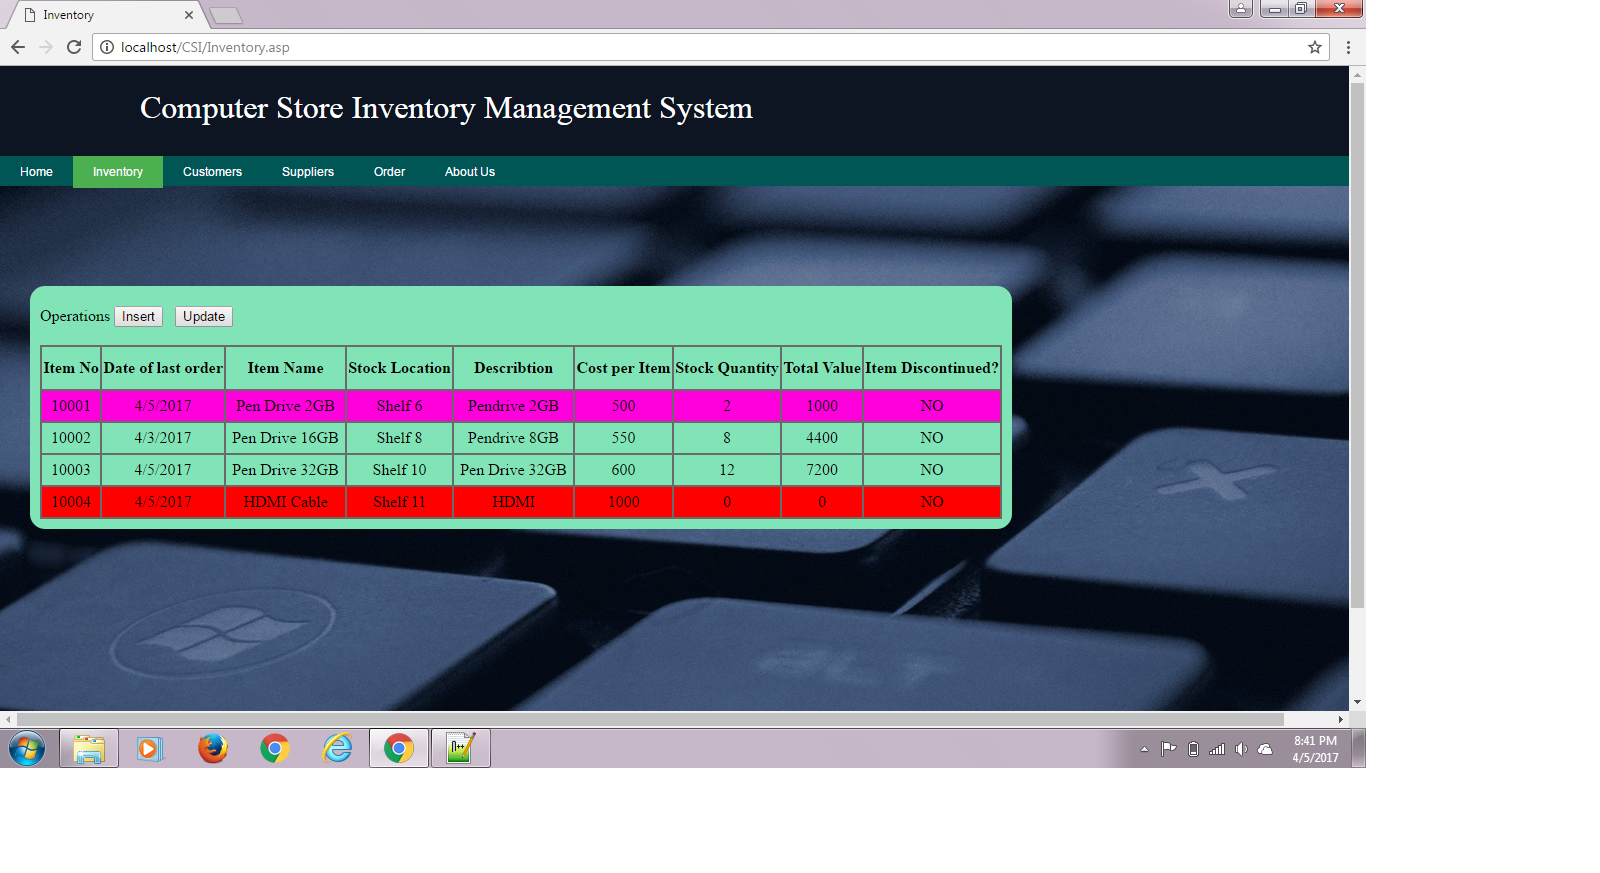 Inventory
localhost/CSI/Inventory.asp
Computer Store Inventory Management System
Home Inventory Customers Suppliers Order About Us
Operations Insert Update
Item No Date of last order Item Name Stock Location Describtion Cost per Item Stock Quantity Total Value Item Discontinued?
10001 4/5/2017 Pen Drive 2GB Shelf 6 Pendrive 2GB 500 2 1000 NO
10002 4/3/2017 Pen Drive 16GB Shelf 8 Pendrive 8GB 550 8 4400 NO
10003 4/5/2017 Pen Drive 32GB Shelf 10 Pen Drive 32GB 600 12 7200 NO
10004 4/5/2017 HDMI Cable Shelf 11 HDMI 1000 0 0 NO
ALT
8:41 PM
4/5/2017